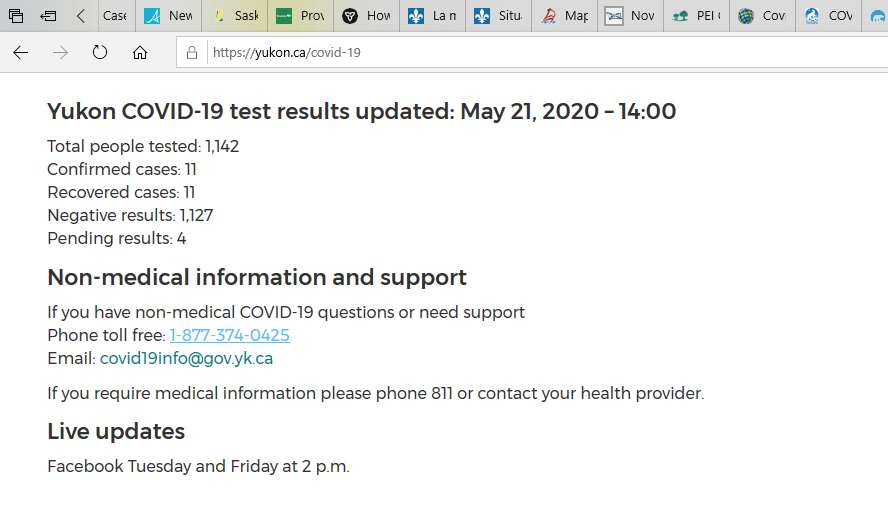 Case
New
Sask
Prov
How
La m
Situ
Map
Nov
PEI
Cov
COV
https://yukon.ca/covid-19
Yukon COVID-19 test results updated: May 21, 2020 – 14:00
Total people tested: 1,142
Confirmed cases: 11
Recovered cases: 11
Negative results: 1,127
Pending results: 4
Non-medical information and support
If you have non-medical COVID-19 questions or need support
Phone toll free: 1-877-374-0425
Email: covid19info@gov.yk.ca
If you require medical information please phone 811 or contact your health provider.
Live updates
Facebook Tuesday and Friday at 2 p.m.